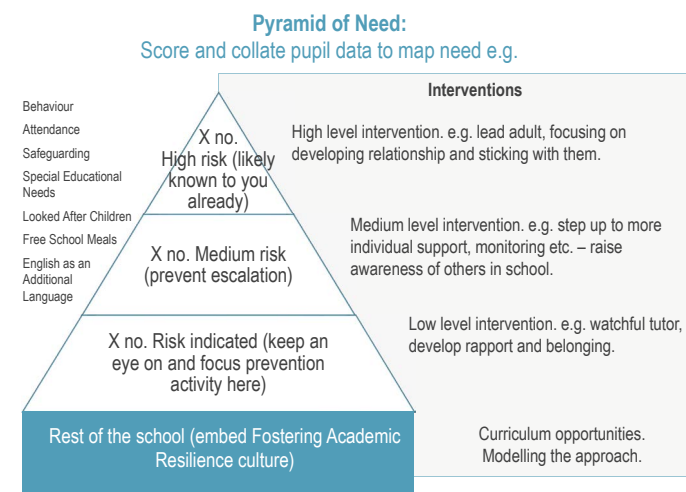 Pyramid of Need:
Score and collate pupil data to map need e.g.
Behaviour
Attendance
Safeguarding
Special Educational
Needs
Looked After Children
Free School Meals
English as an
Additional
Language
X no.
High risk (likely
known to you
already)
X no. Medium risk
(prevent escalation)
X no. Risk indicated (keep an
eye on and focus prevention
activity here)
Rest of the school (embed Fostering Academic
Resilience culture)
Interventions
High level intervention. e.g. lead adult, focusing on
developing relationship and sticking with them.
Medium level intervention. e.g. step up to more
individual support, monitoring etc. – raise
awareness of others in school.
Low level intervention. e.g. watchful tutor,
develop rapport and belonging.
Curriculum opportunities.
Modelling the approach.